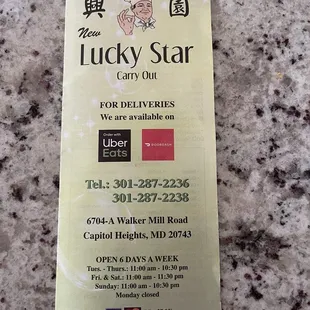 興 園
New
Lucky Star
Carry Out
FOR DELIVERIES
We are available on
Order with
Uber
Eats
DOORDASH
Tel.: 301-287-2236
301-287-2238
6704-A Walker Mill Road
Capitol Heights, MD 20743
OPEN 6 DAYS A WEEK
Tues. - Thurs.: 11:00 am - 10:30 pm
Fri. & Sat.: 11:00 am - 11:30 pm
Sunday: 11:00 am - 10:30 pm
Monday closed